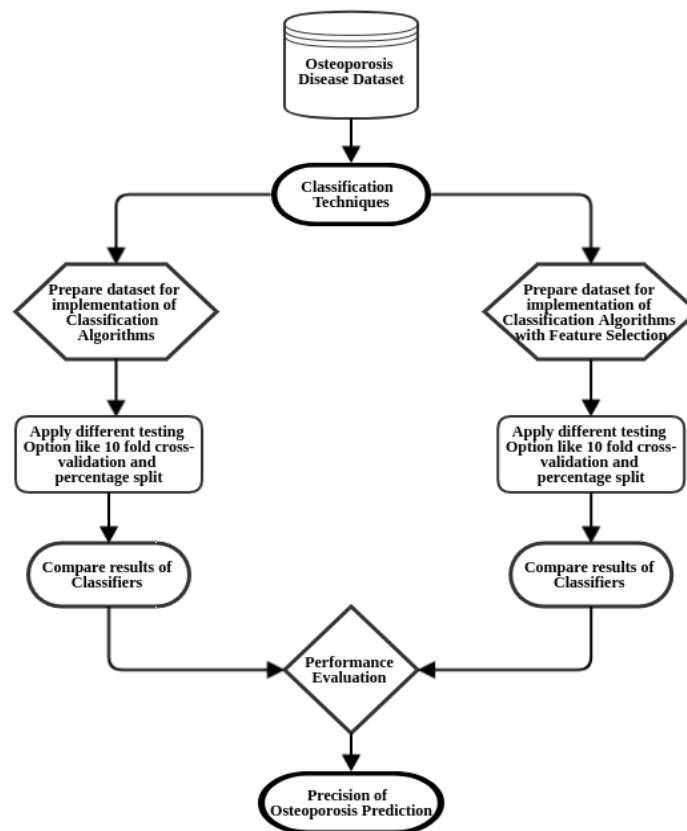 Osteoporosis
Disease Dataset
Classification
Techniques
Prepare dataset for
implementation of
Classification
Algorithms
Prepare dataset for
implementation of
Classification Algorithms
with Feature Selection
Apply different testing
Option like 10 fold cross-
validation and
percentage split
Apply different testing
Option like 10 fold cross-
validation and
percentage split
Compare results of
Classifiers
Compare results of
Classifiers
Performance
Evaluation
Precision of
Osteoporosis Prediction